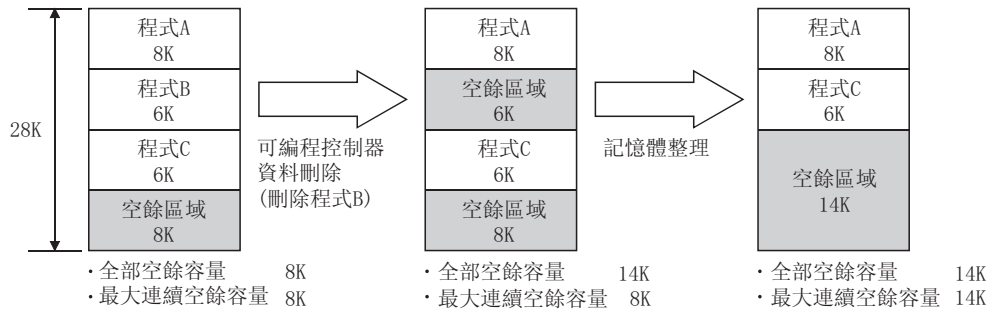 28K
程式A
8K
程式B
6K
程式C
6K
空餘區域
8K
・全部空餘容量 8K
・最大連續空餘容量 8K
可編程控制器
資料刪除
(刪除程式B)
程式A
8K
空餘區域
6K
程式C
6K
空餘區域
8K
・全部空餘容量 14K
・最大連續空餘容量 8K
記憶體整理
程式A
8K
程式C
6K
空餘區域
14K
・全部空餘容量 14K
・最大連續空餘容量 14K